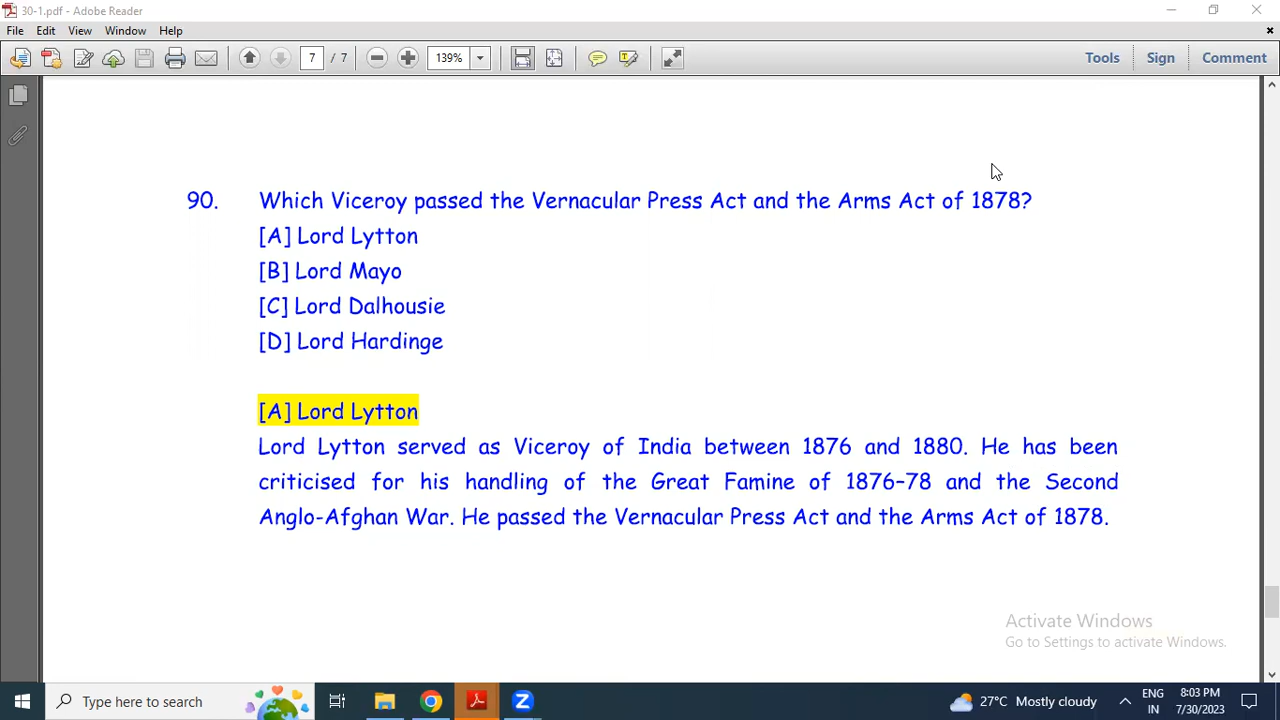 30-1.pdf - Adobe Reader
File Edit View Window Help
7 / 7 139% Tools Sign Comment
90. Which Viceroy passed the Vernacular Press Act and the Arms Act of 1878?
[A] Lord Lytton
[B] Lord Mayo
[C] Lord Dalhousie
[D] Lord Hardinge
[A] Lord Lytton
Lord Lytton served as Viceroy of India between 1876 and 1880. He has been
criticised for his handling of the Great Famine of 1876–78 and the Second
Anglo-Afghan War. He passed the Vernacular Press Act and the Arms Act of 1878.
Activate Windows
Go to Settings to activate Windows.
Type here to search 27°C Mostly cloudy ENG 8:03 PM
IN 7/30/2023